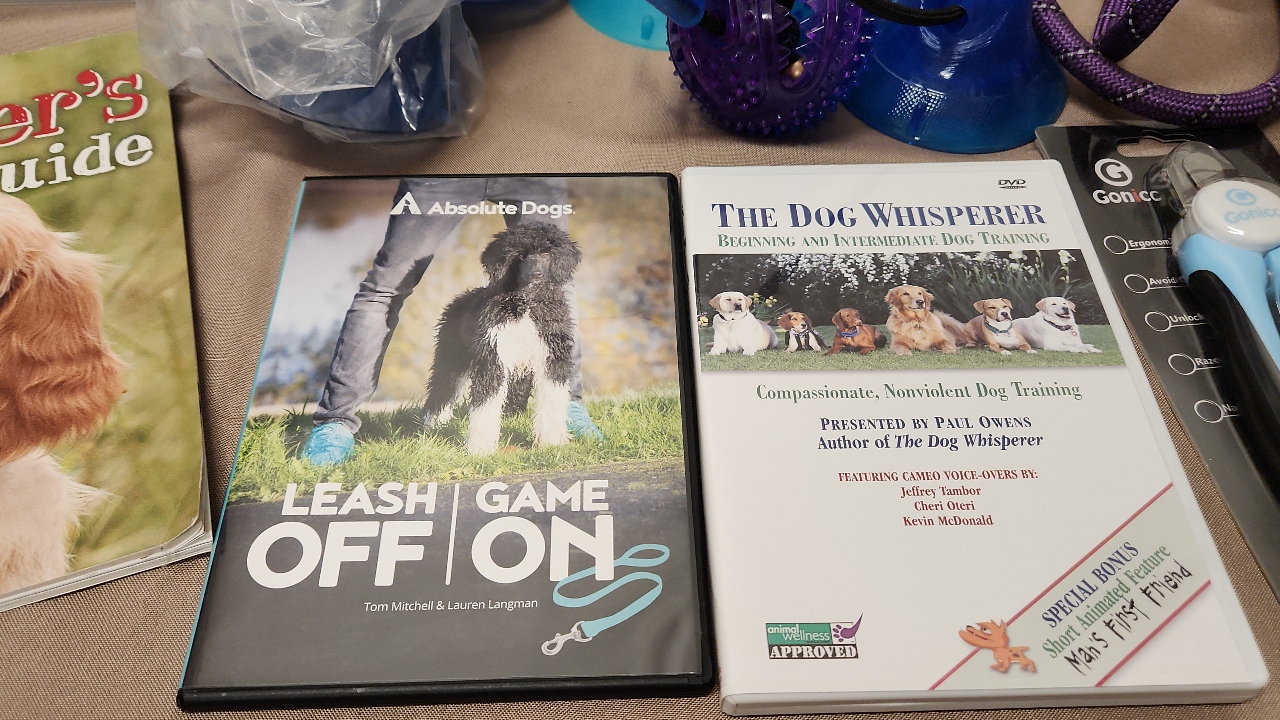 er's
uide
Absolute Dogs.
LEASH
OFF
GAME
ON
Tom Mitchell & Lauren Langman
DVD
THE DOG WHISPERER
BEGINNING AND INTERMEDIATE DOG TRAINING
Compassionate, Nonviolent Dog Training
PRESENTED BY PAUL OWENS
Author of The Dog Whisperer
FEATURING CAMEO VOICE-OVERS BY:
Jeffrey Tambor
Cheri Oteri
Kevin McDonald
SPECIAL BONUS
Short Animated Feature
Man's First Friend
animal
wellness
APPROVED
Gonicc
Gonicc
Ergonom
Avoid
Unlock
Raz
Na